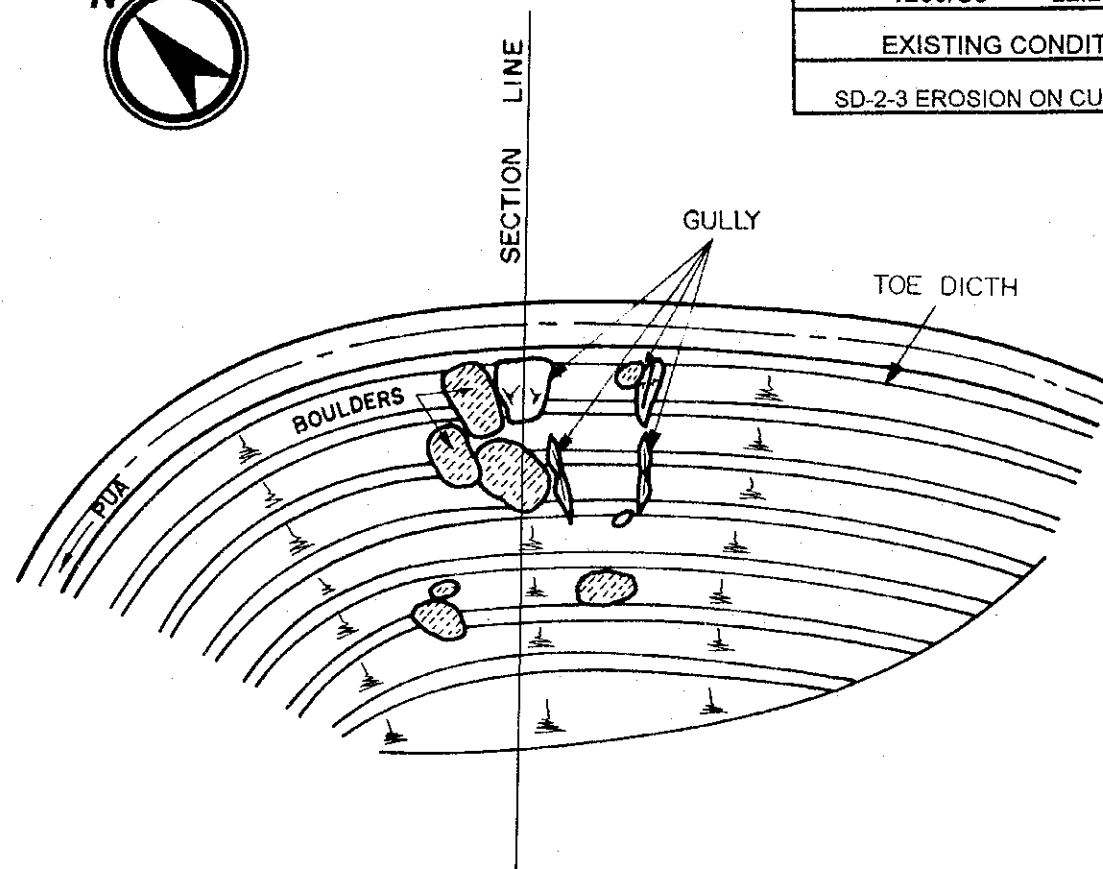 N
EXISTING CONDIT
SD-2-3 EROSION ON CU
SECTION LINE
GULLY
TOE DICTH
BOULDERS
PUA